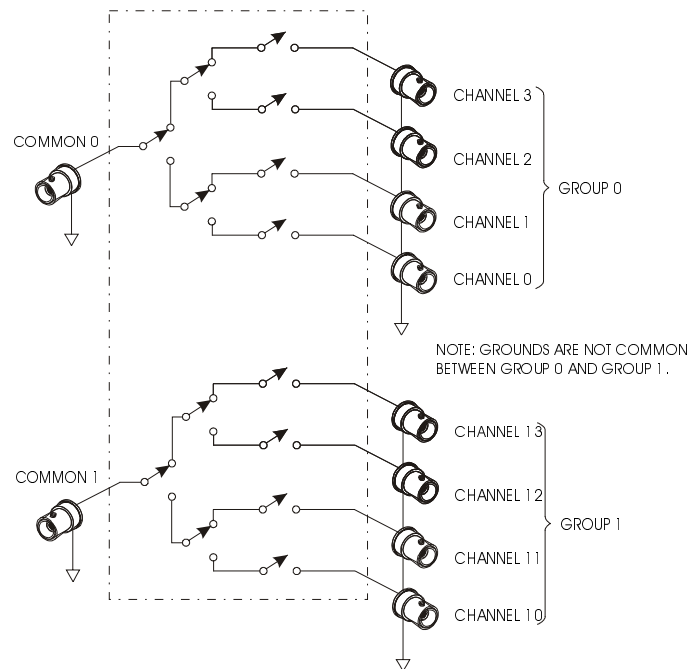 COMMON 0
CHANNEL 3
CHANNEL 2
CHANNEL 1
CHANNEL 0
GROUP 0
NOTE: GROUNDS ARE NOT COMMON
BETWEEN GROUP 0 AND GROUP 1.
COMMON 1
CHANNEL 13
CHANNEL 12
CHANNEL 11
CHANNEL 10
GROUP 1